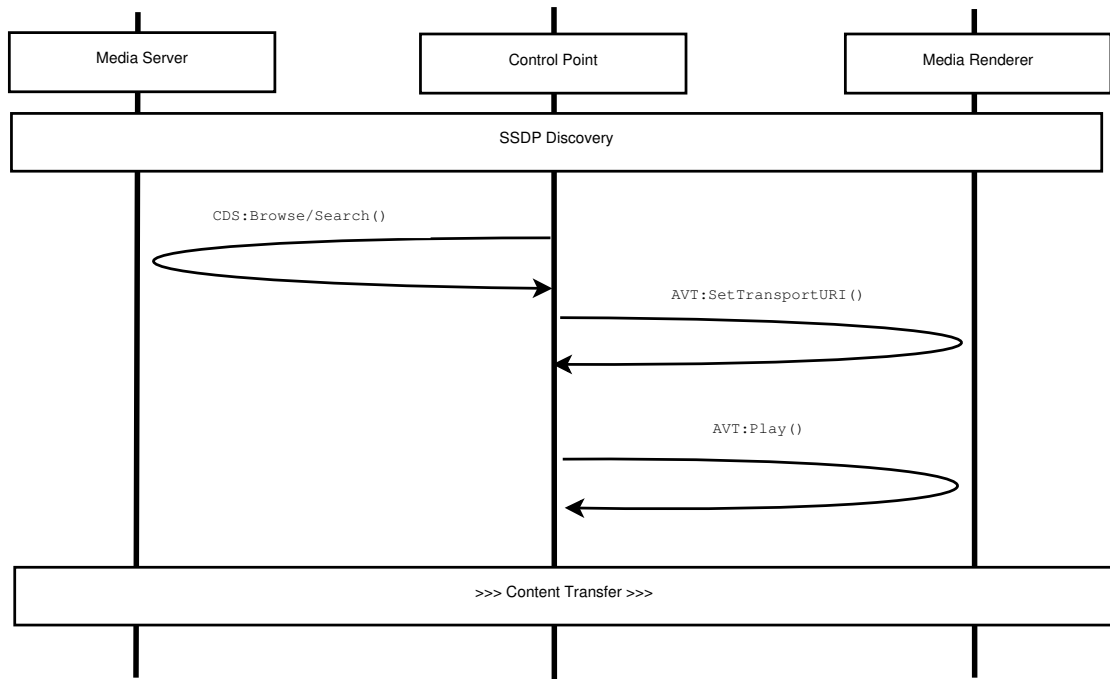 Media Server
Control Point
Media Renderer
SSDP Discovery
CDS:Browse/Search()
AVT:SetTransportURI()
AVT:Play()
>>> Content Transfer >>>